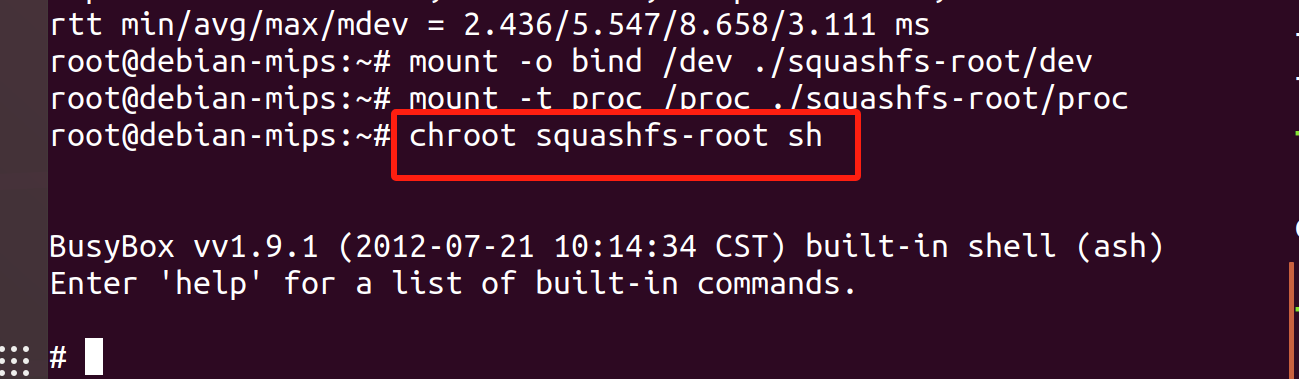 rtt min/avg/max/mdev = 2.436/5.547/8.658/3.111 ms
root@debian-mips:~# mount -o bind /dev ./squashfs-root/dev
root@debian-mips:~# mount -t proc /proc ./squashfs-root/proc
root@debian-mips:~# chroot squashfs-root sh
BusyBox vv1.9.1 (2012-07-21 10:14:34 CST) built-in shell (ash)
Enter 'help' for a list of built-in commands.
#